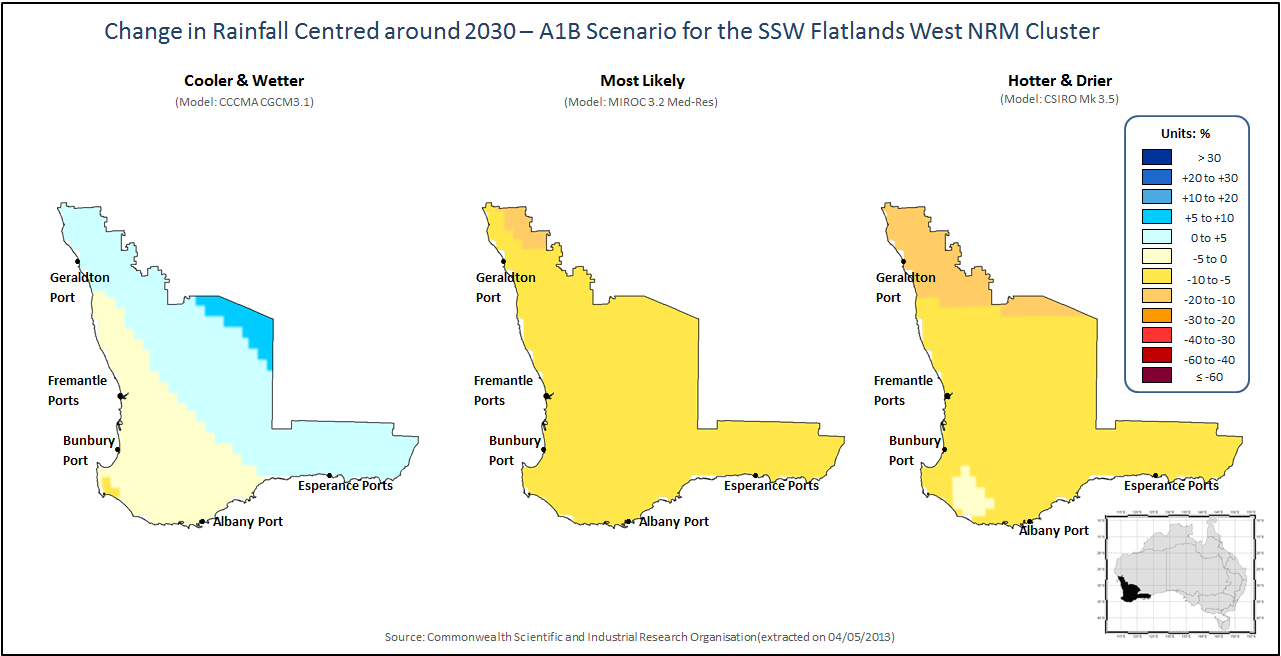 Change in Rainfall Centred around 2030 – A1B Scenario for the SSW Flatlands West NRM Cluster
Cooler & Wetter
(Model: CCCMA CGCM3.1)
Most Likely
(Model: MIROC 3.2 Med-Res)
Hotter & Drier
(Model: CSIRO Mk 3.5)
Units: %
> 30
+20 to +30
+10 to +20
+5 to +10
0 to +5
-5 to 0
-10 to -5
-20 to -10
-30 to -20
-40 to -30
-60 to -40
≤ -60
Geraldton
Port
Fremantle
Ports
Bunbury
Port
Esperance Ports
Albany Port
Geraldton
Port
Fremantle
Ports
Bunbury
Port
Esperance Ports
Albany Port
Geraldton
Port
Fremantle
Ports
Bunbury
Port
Esperance Ports
Albany Port
Source: Commonwealth Scientific and Industrial Research Organisation(extracted on 04/05/2013)